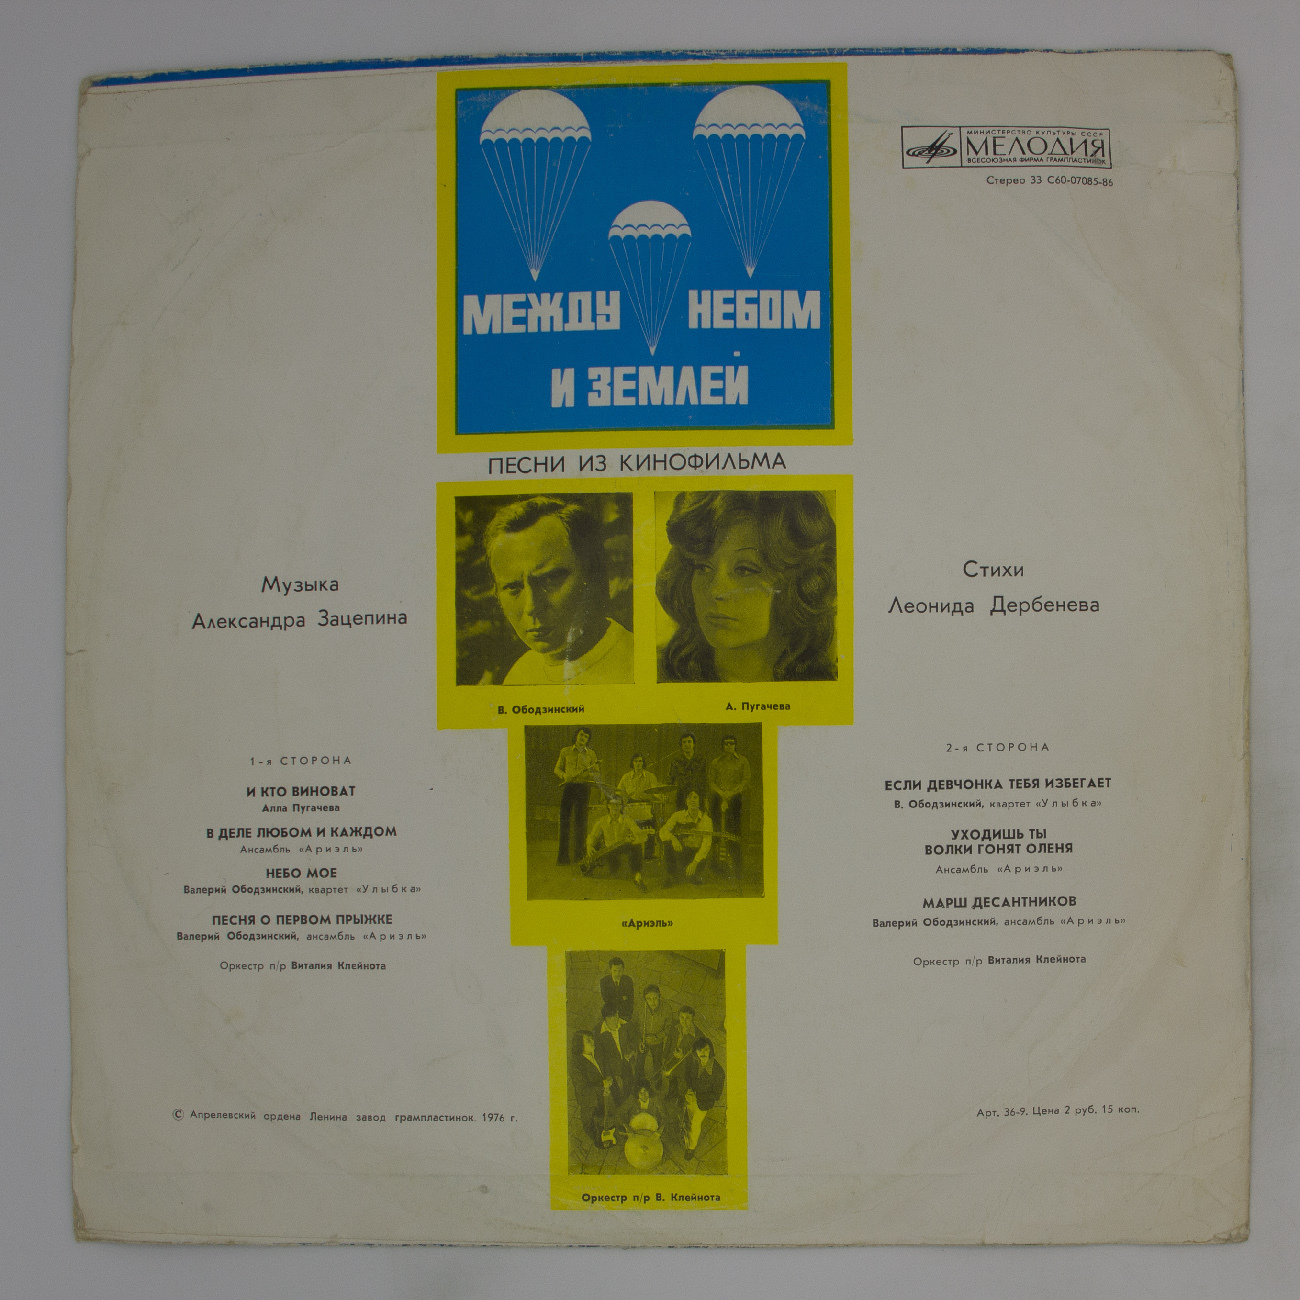 МИНИСТЕРСТВО КУЛЬТУРЫ СССР
МЕЛОДИЯ
ВСЕСОЮЗНАЯ ФИРМА ГРАМПЛАСТИНОК
Стерео 33 С60-07085-86
МЕЖДУ НЕБОМ
И ЗЕМЛЕЙ
ПЕСНИ ИЗ КИНОФИЛЬМА
Музыка
Александра Зацепина
Стихи
Леонида Дербенева
В. Ободзинский
А. Пугачева
1-я СТОРОНА
И КТО ВИНОВАТ
Алла Пугачева
В ДЕЛЕ ЛЮБОМ И КАЖДОМ
Ансамбль «Ариэль»
НЕБО МОЕ
Валерий Ободзинский, квартет «Улыбка»
ПЕСНЯ О ПЕРВОМ ПРЫЖКЕ
Валерий Ободзинский, ансамбль «Ариэль»
Оркестр п/р Виталия Клейнота
2-я СТОРОНА
ЕСЛИ ДЕВЧОНКА ТЕБЯ ИЗБЕГАЕТ
В. Ободзинский, квартет «Улыбка»
УХОДИШЬ ТЫ
ВОЛКИ ГОНЯТ ОЛЕНЯ
Ансамбль «Ариэль»
МАРШ ДЕСАНТНИКОВ
Валерий Ободзинский, ансамбль «Ариэль»
Оркестр п/р Виталия Клейнота
«Ариэль»
Оркестр п/р В. Клейнота
© Апрелевский ордена Ленина завод грампластинок. 1976 г.
Арт. 36-9. Цена 2 руб. 15 коп.